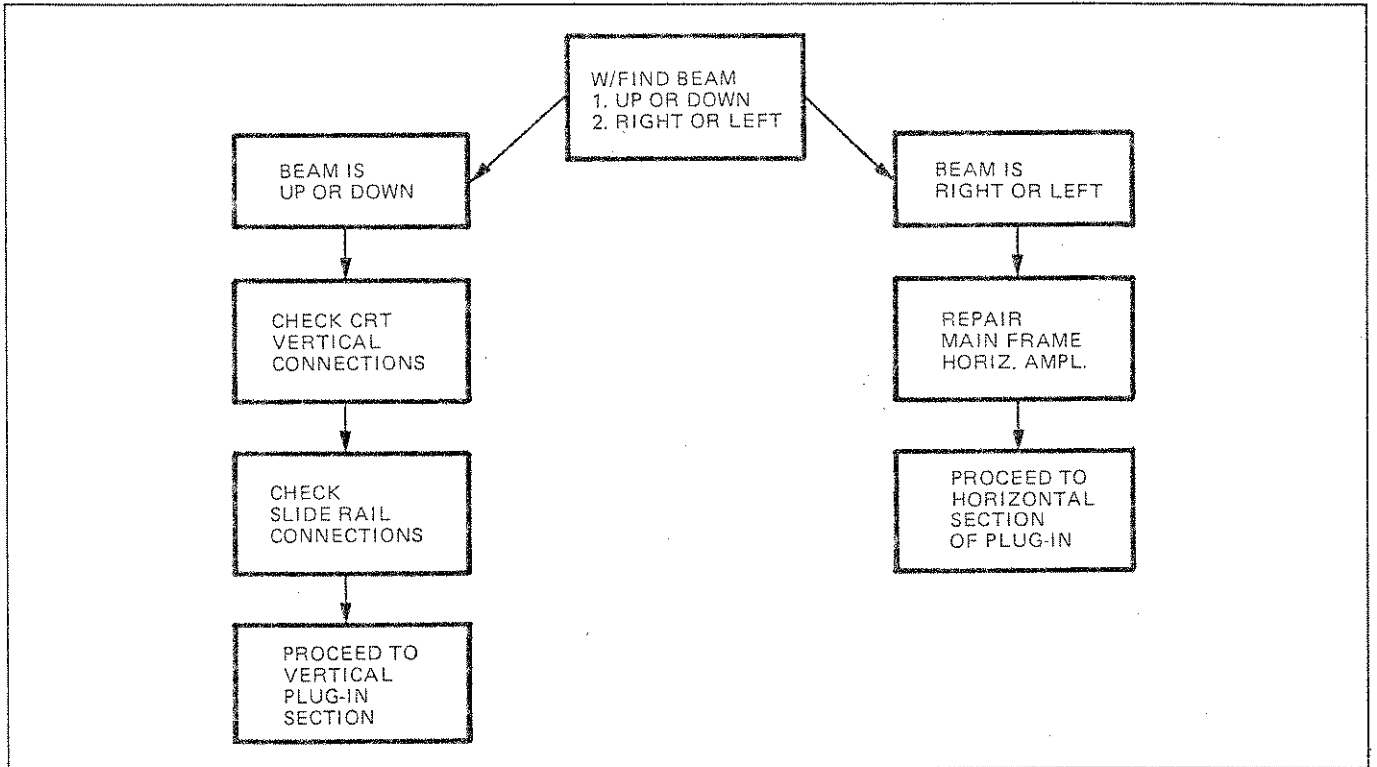 W/FIND BEAM
1. UP OR DOWN
2. RIGHT OR LEFT
BEAM IS
UP OR DOWN
BEAM IS
RIGHT OR LEFT
CHECK CRT
VERTICAL
CONNECTIONS
REPAIR
MAIN FRAME
HORIZ. AMPL.
CHECK
SLIDE RAIL
CONNECTIONS
PROCEED TO
HORIZONTAL
SECTION
OF PLUG-IN
PROCEED TO
VERTICAL
PLUG-IN
SECTION